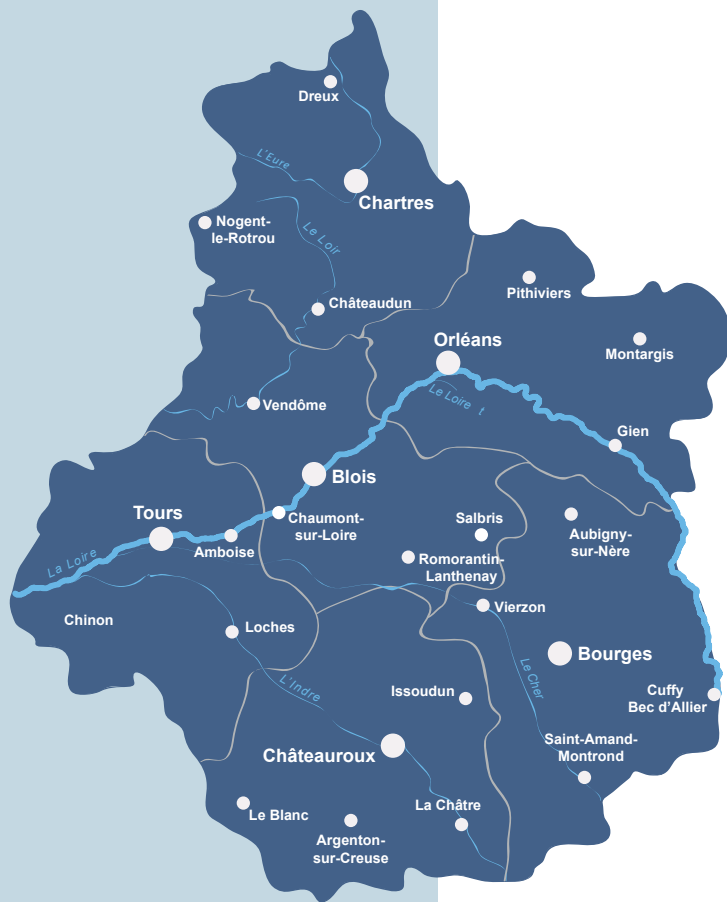 Dreux
L'Eure
Chartres
Nogent-
le-Rotrou
Le Loir
Châteaudun
Pithiviers
Orléans
Montargis
Le Loire t
Vendôme
Gien
Blois
Tours
Chaumont-
sur-Loire
Salbris
Aubigny-
sur-Nère
Amboise
La Loire
Romorantin-
Lanthenay
Chinon
Vierzon
Loches
Bourges
Le Cher
L'Indre
Issoudun
Cuffy
Bec d'Allier
Châteauroux
Saint-Amand-
Montrond
Le Blanc
La Châtre
Argenton-
sur-Creuse